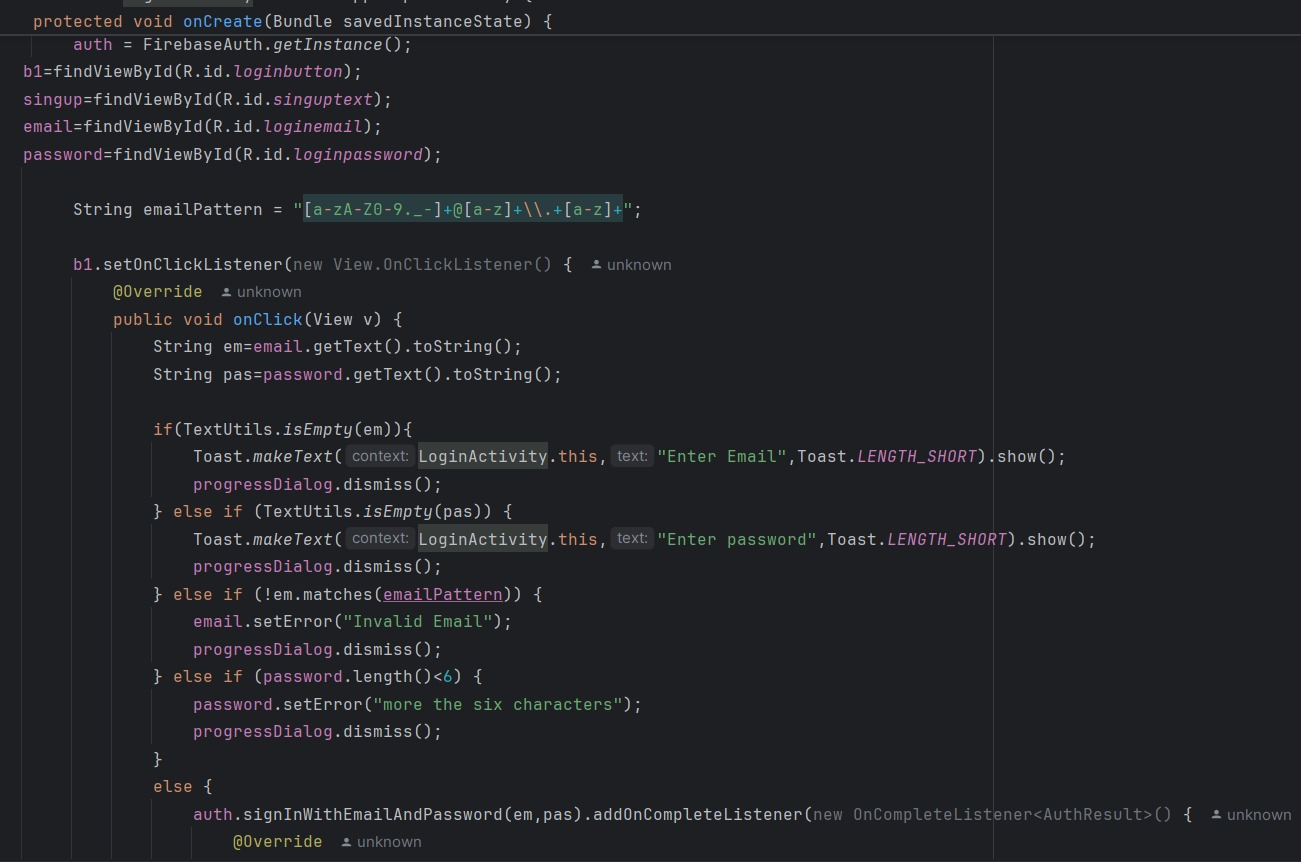 protected void onCreate(Bundle savedInstanceState) {
auth = FirebaseAuth.getInstance();
b1=findViewById(R.id.loginbutton);
singup=findViewById(R.id.singuptext);
email=findViewById(R.id.loginemail);
password=findViewById(R.id.loginpassword);
String emailPattern = "[a-zA-Z0-9._-]+@[a-z]+\\.+[a-z]+";
b1.setOnClickListener(new View.OnClickListener() { unknown
@Override unknown
public void onClick(View v) {
String em=email.getText().toString();
String pas=password.getText().toString();
if(TextUtils.isEmpty(em)){
Toast.makeText( context: LoginActivity.this, text: "Enter Email",Toast.LENGTH_SHORT).show();
progressDialog.dismiss();
} else if (TextUtils.isEmpty(pas)) {
Toast.makeText( context: LoginActivity.this, text: "Enter password",Toast.LENGTH_SHORT).show();
progressDialog.dismiss();
} else if (!em.matches(emailPattern)) {
email.setError("Invalid Email");
progressDialog.dismiss();
} else if (password.length()<6) {
password.setError("more the six characters");
progressDialog.dismiss();
}
else {
auth.signInWithEmailAndPassword(em,pas).addOnCompleteListener(new OnCompleteListener<AuthResult>() { unknown
@Override unknown